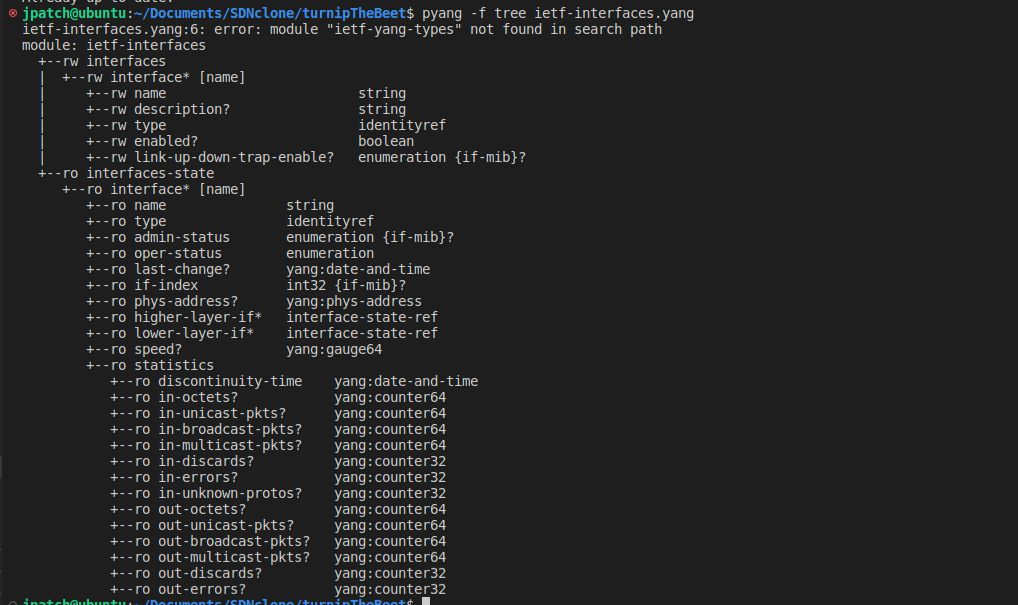 Already up to date.
jpatch@ubuntu:~/Documents/SDNclone/turnipTheBeet$ pyang -f tree ietf-interfaces.yang
ietf-interfaces.yang:6: error: module "ietf-yang-types" not found in search path
module: ietf-interfaces
  +--rw interfaces
  |  +--rw interface* [name]
  |     +--rw name                        string
  |     +--rw description?                string
  |     +--rw type                        identityref
  |     +--rw enabled?                    boolean
  |     +--rw link-up-down-trap-enable?   enumeration {if-mib}?
  +--ro interfaces-state
     +--ro interface* [name]
        +--ro name               string
        +--ro type               identityref
        +--ro admin-status       enumeration {if-mib}?
        +--ro oper-status        enumeration
        +--ro last-change?       yang:date-and-time
        +--ro if-index           int32 {if-mib}?
        +--ro phys-address?      yang:phys-address
        +--ro higher-layer-if*   interface-state-ref
        +--ro lower-layer-if*    interface-state-ref
        +--ro speed?             yang:gauge64
        +--ro statistics
           +--ro discontinuity-time    yang:date-and-time
           +--ro in-octets?            yang:counter64
           +--ro in-unicast-pkts?      yang:counter64
           +--ro in-broadcast-pkts?    yang:counter64
           +--ro in-multicast-pkts?    yang:counter64
           +--ro in-discards?          yang:counter32
           +--ro in-errors?            yang:counter32
           +--ro in-unknown-protos?    yang:counter32
           +--ro out-octets?           yang:counter64
           +--ro out-unicast-pkts?     yang:counter64
           +--ro out-broadcast-pkts?   yang:counter64
           +--ro out-multicast-pkts?   yang:counter64
           +--ro out-discards?         yang:counter32
           +--ro out-errors?           yang:counter32
jpatch@ubuntu:~/Documents/SDNclone/turnipTheBeet$